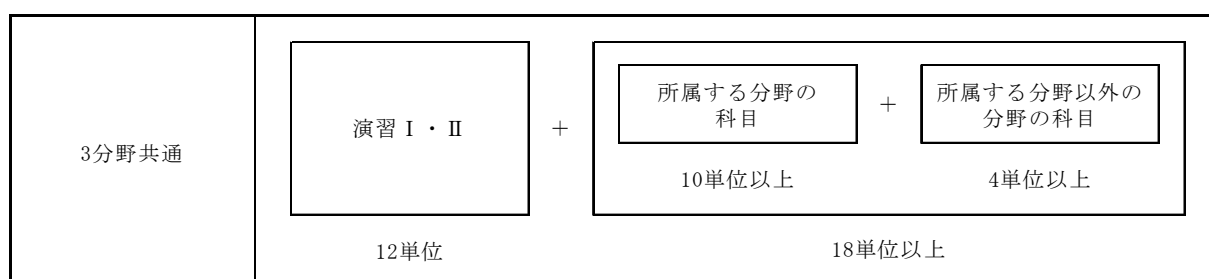 3分野共通
演習Ⅰ・Ⅱ
12単位
+
所属する分野の
科目
10単位以上
+
所属する分野以外の
分野の科目
4単位以上
18単位以上